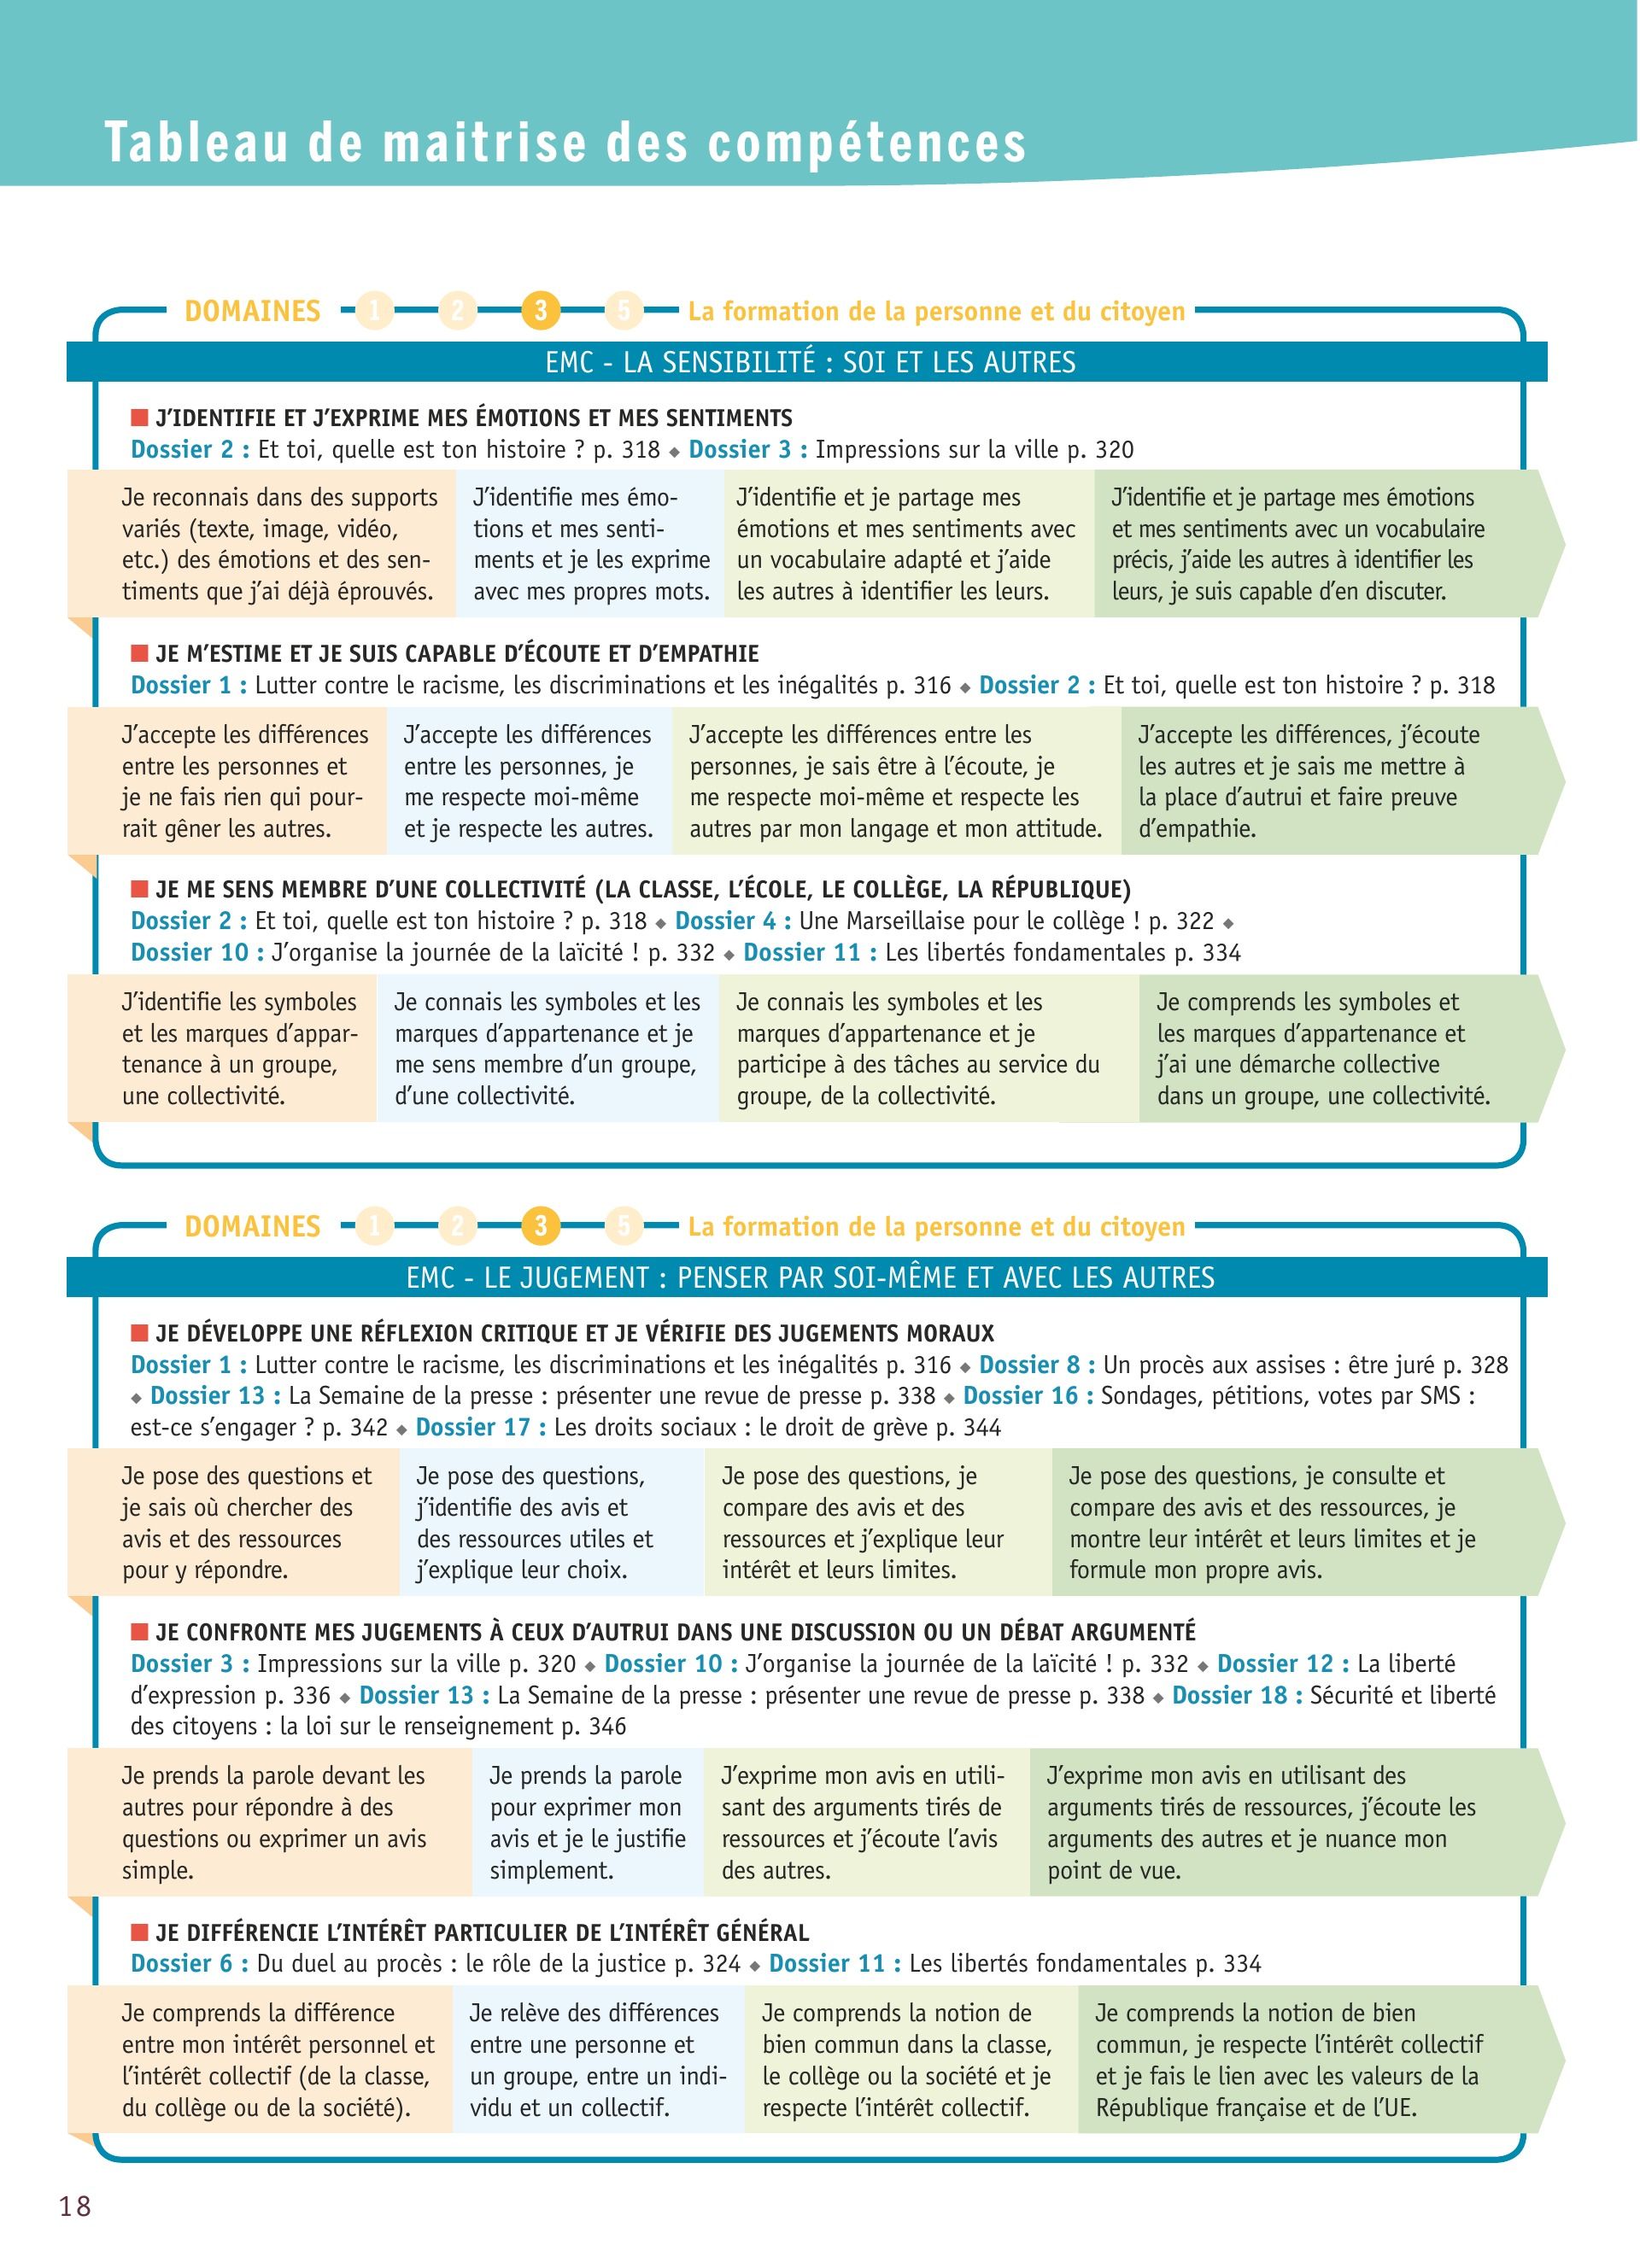 Tableau de maitrise des compétences
DOMAINES 1 2 3 5 La formation de la personne et du citoyen
EMC - LA SENSIBILITÉ : SOI ET LES AUTRES
■ J'IDENTIFIE ET J'EXPRIME MES ÉMOTIONS ET MES SENTIMENTS
Dossier 2 : Et toi, quelle est ton histoire ? p. 318 ◆ Dossier 3 : Impressions sur la ville p. 320
Je reconnais dans des supports
variés (texte, image, vidéo,
etc.) des émotions et des sen-
timents que j'ai déjà éprouvés.
J'identifie mes émo-
tions et mes senti-
ments et je les exprime
avec mes propres mots.
J'identifie et je partage mes
émotions et mes sentiments avec
un vocabulaire adapté et j'aide
les autres à identifier les leurs.
J'identifie et je partage mes émotions
et mes sentiments avec un vocabulaire
précis, j'aide les autres à identifier les
leurs, je suis capable d'en discuter.
■ JE M'ESTIME ET JE SUIS CAPABLE D'ÉCOUTE ET D'EMPATHIE
Dossier 1 : Lutter contre le racisme, les discriminations et les inégalités p. 316 ◆ Dossier 2 : Et toi, quelle est ton histoire ? p. 318
J'accepte les différences
entre les personnes et
je ne fais rien qui pour-
rait gêner les autres.
J'accepte les différences
entre les personnes, je
me respecte moi-même
et je respecte les autres.
J'accepte les différences entre les
personnes, je sais être à l'écoute, je
me respecte moi-même et respecte les
autres par mon langage et mon attitude.
J'accepte les différences, j'écoute
les autres et je sais me mettre à
la place d'autrui et faire preuve
d'empathie.
■ JE ME SENS MEMBRE D'UNE COLLECTIVITÉ (LA CLASSE, L'ÉCOLE, LE COLLÈGE, LA RÉPUBLIQUE)
Dossier 2 : Et toi, quelle est ton histoire ? p. 318 ◆ Dossier 4 : Une Marseillaise pour le collège ! p. 322 ◆
Dossier 10 : J'organise la journée de la laïcité ! p. 332 ◆ Dossier 11 : Les libertés fondamentales p. 334
J'identifie les symboles
et les marques d'appar-
tenance à un groupe,
une collectivité.
Je connais les symboles et les
marques d'appartenance et je
me sens membre d'un groupe,
d'une collectivité.
Je connais les symboles et les
marques d'appartenance et je
participe à des tâches au service du
groupe, de la collectivité.
Je comprends les symboles et
les marques d'appartenance et
j'ai une démarche collective
dans un groupe, une collectivité.
DOMAINES 1 2 3 5 La formation de la personne et du citoyen
EMC - LE JUGEMENT : PENSER PAR SOI-MÊME ET AVEC LES AUTRES
■ JE DÉVELOPPE UNE RÉFLEXION CRITIQUE ET JE VÉRIFIE DES JUGEMENTS MORAUX
Dossier 1 : Lutter contre le racisme, les discriminations et les inégalités p. 316 ◆ Dossier 8 : Un procès aux assises : être juré p. 328
◆ Dossier 13 : La Semaine de la presse : présenter une revue de presse p. 338 ◆ Dossier 16 : Sondages, pétitions, votes par SMS :
est-ce s'engager ? p. 342 ◆ Dossier 17 : Les droits sociaux : le droit de grève p. 344
Je pose des questions et
je sais où chercher des
avis et des ressources
pour y répondre.
Je pose des questions,
j'identifie des avis et
des ressources utiles et
j'explique leur choix.
Je pose des questions, je
compare des avis et des
ressources et j'explique leur
intérêt et leurs limites.
Je pose des questions, je consulte et
compare des avis et des ressources, je
montre leur intérêt et leurs limites et je
formule mon propre avis.
■ JE CONFRONTE MES JUGEMENTS À CEUX D'AUTRUI DANS UNE DISCUSSION OU UN DÉBAT ARGUMENTÉ
Dossier 3 : Impressions sur la ville p. 320 ◆ Dossier 10 : J'organise la journée de la laïcité ! p. 332 ◆ Dossier 12 : La liberté
d'expression p. 336 ◆ Dossier 13 : La Semaine de la presse : présenter une revue de presse p. 338 ◆ Dossier 18 : Sécurité et liberté
des citoyens : la loi sur le renseignement p. 346
Je prends la parole devant les
autres pour répondre à des
questions ou exprimer un avis
simple.
Je prends la parole
pour exprimer mon
avis et je le justifie
simplement.
J'exprime mon avis en utili-
sant des arguments tirés de
ressources et j'écoute l'avis
des autres.
J'exprime mon avis en utilisant des
arguments tirés de ressources, j'écoute les
arguments des autres et je nuance mon
point de vue.
■ JE DIFFÉRENCIE L'INTÉRÊT PARTICULIER DE L'INTÉRÊT GÉNÉRAL
Dossier 6 : Du duel au procès : le rôle de la justice p. 324 ◆ Dossier 11 : Les libertés fondamentales p. 334
Je comprends la différence
entre mon intérêt personnel et
l'intérêt collectif (de la classe,
du collège ou de la société).
Je relève des différences
entre une personne et
un groupe, entre un indi-
vidu et un collectif.
Je comprends la notion de
bien commun dans la classe,
le collège ou la société et je
respecte l'intérêt collectif.
Je comprends la notion de bien
commun, je respecte l'intérêt collectif
et je fais le lien avec les valeurs de la
République française et de l'UE.
18